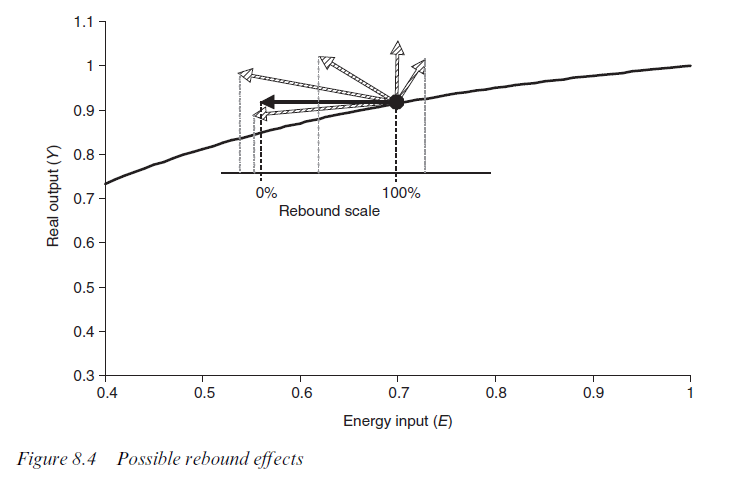 1.1
1
0.9
0.8
0.7
0.6
0.5
0.4
0.3
Real output (Y)
0% 100%
Rebound scale
0.4 0.5 0.6 0.7 0.8 0.9 1
Energy input (E)
Figure 8.4 Possible rebound effects